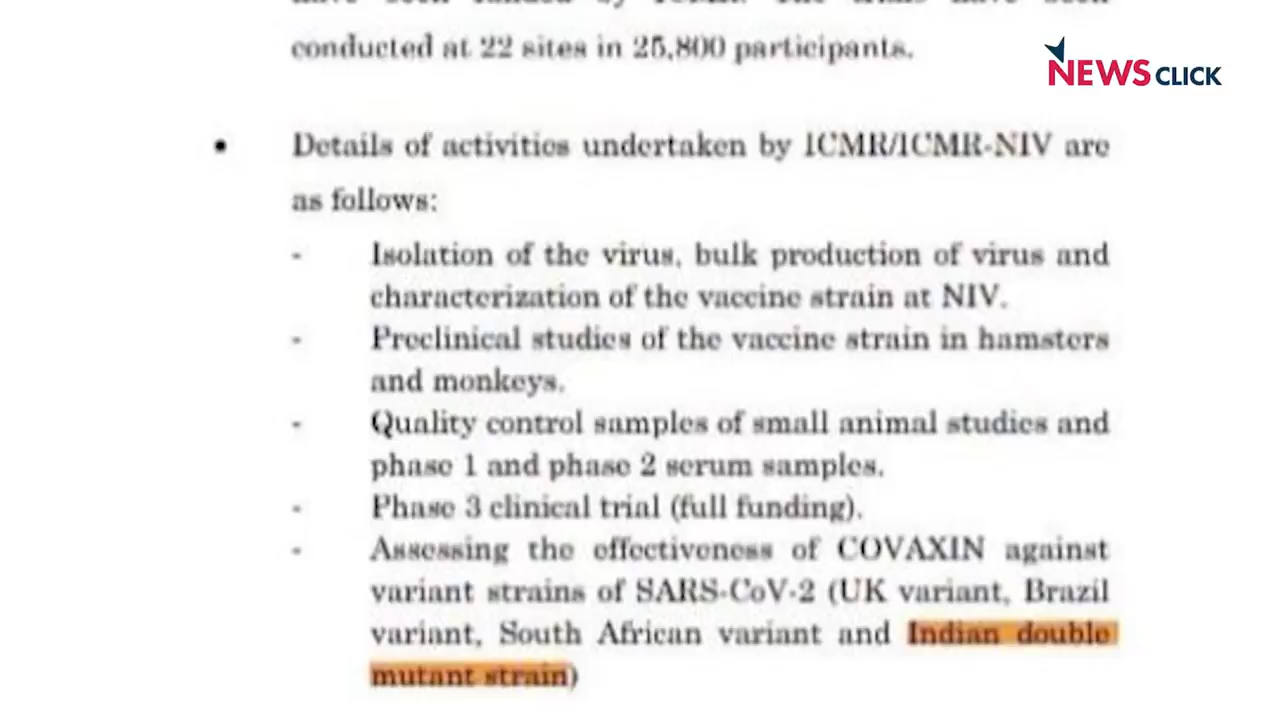 conducted at 22 sites in 25,800 participants.
NEWS CLICK
• Details of activities undertaken by ICMR/ICMR-NIV are
as follows:
- Isolation of the virus, bulk production of virus and
characterization of the vaccine strain at NIV.
- Preclinical studies of the vaccine strain in hamsters
and monkeys.
- Quality control samples of small animal studies and
phase 1 and phase 2 serum samples.
- Phase 3 clinical trial (full funding).
- Assessing the effectiveness of COVAXIN against
variant strains of SARS-CoV-2 (UK variant, Brazil
variant, South African variant and Indian double
mutant strain)